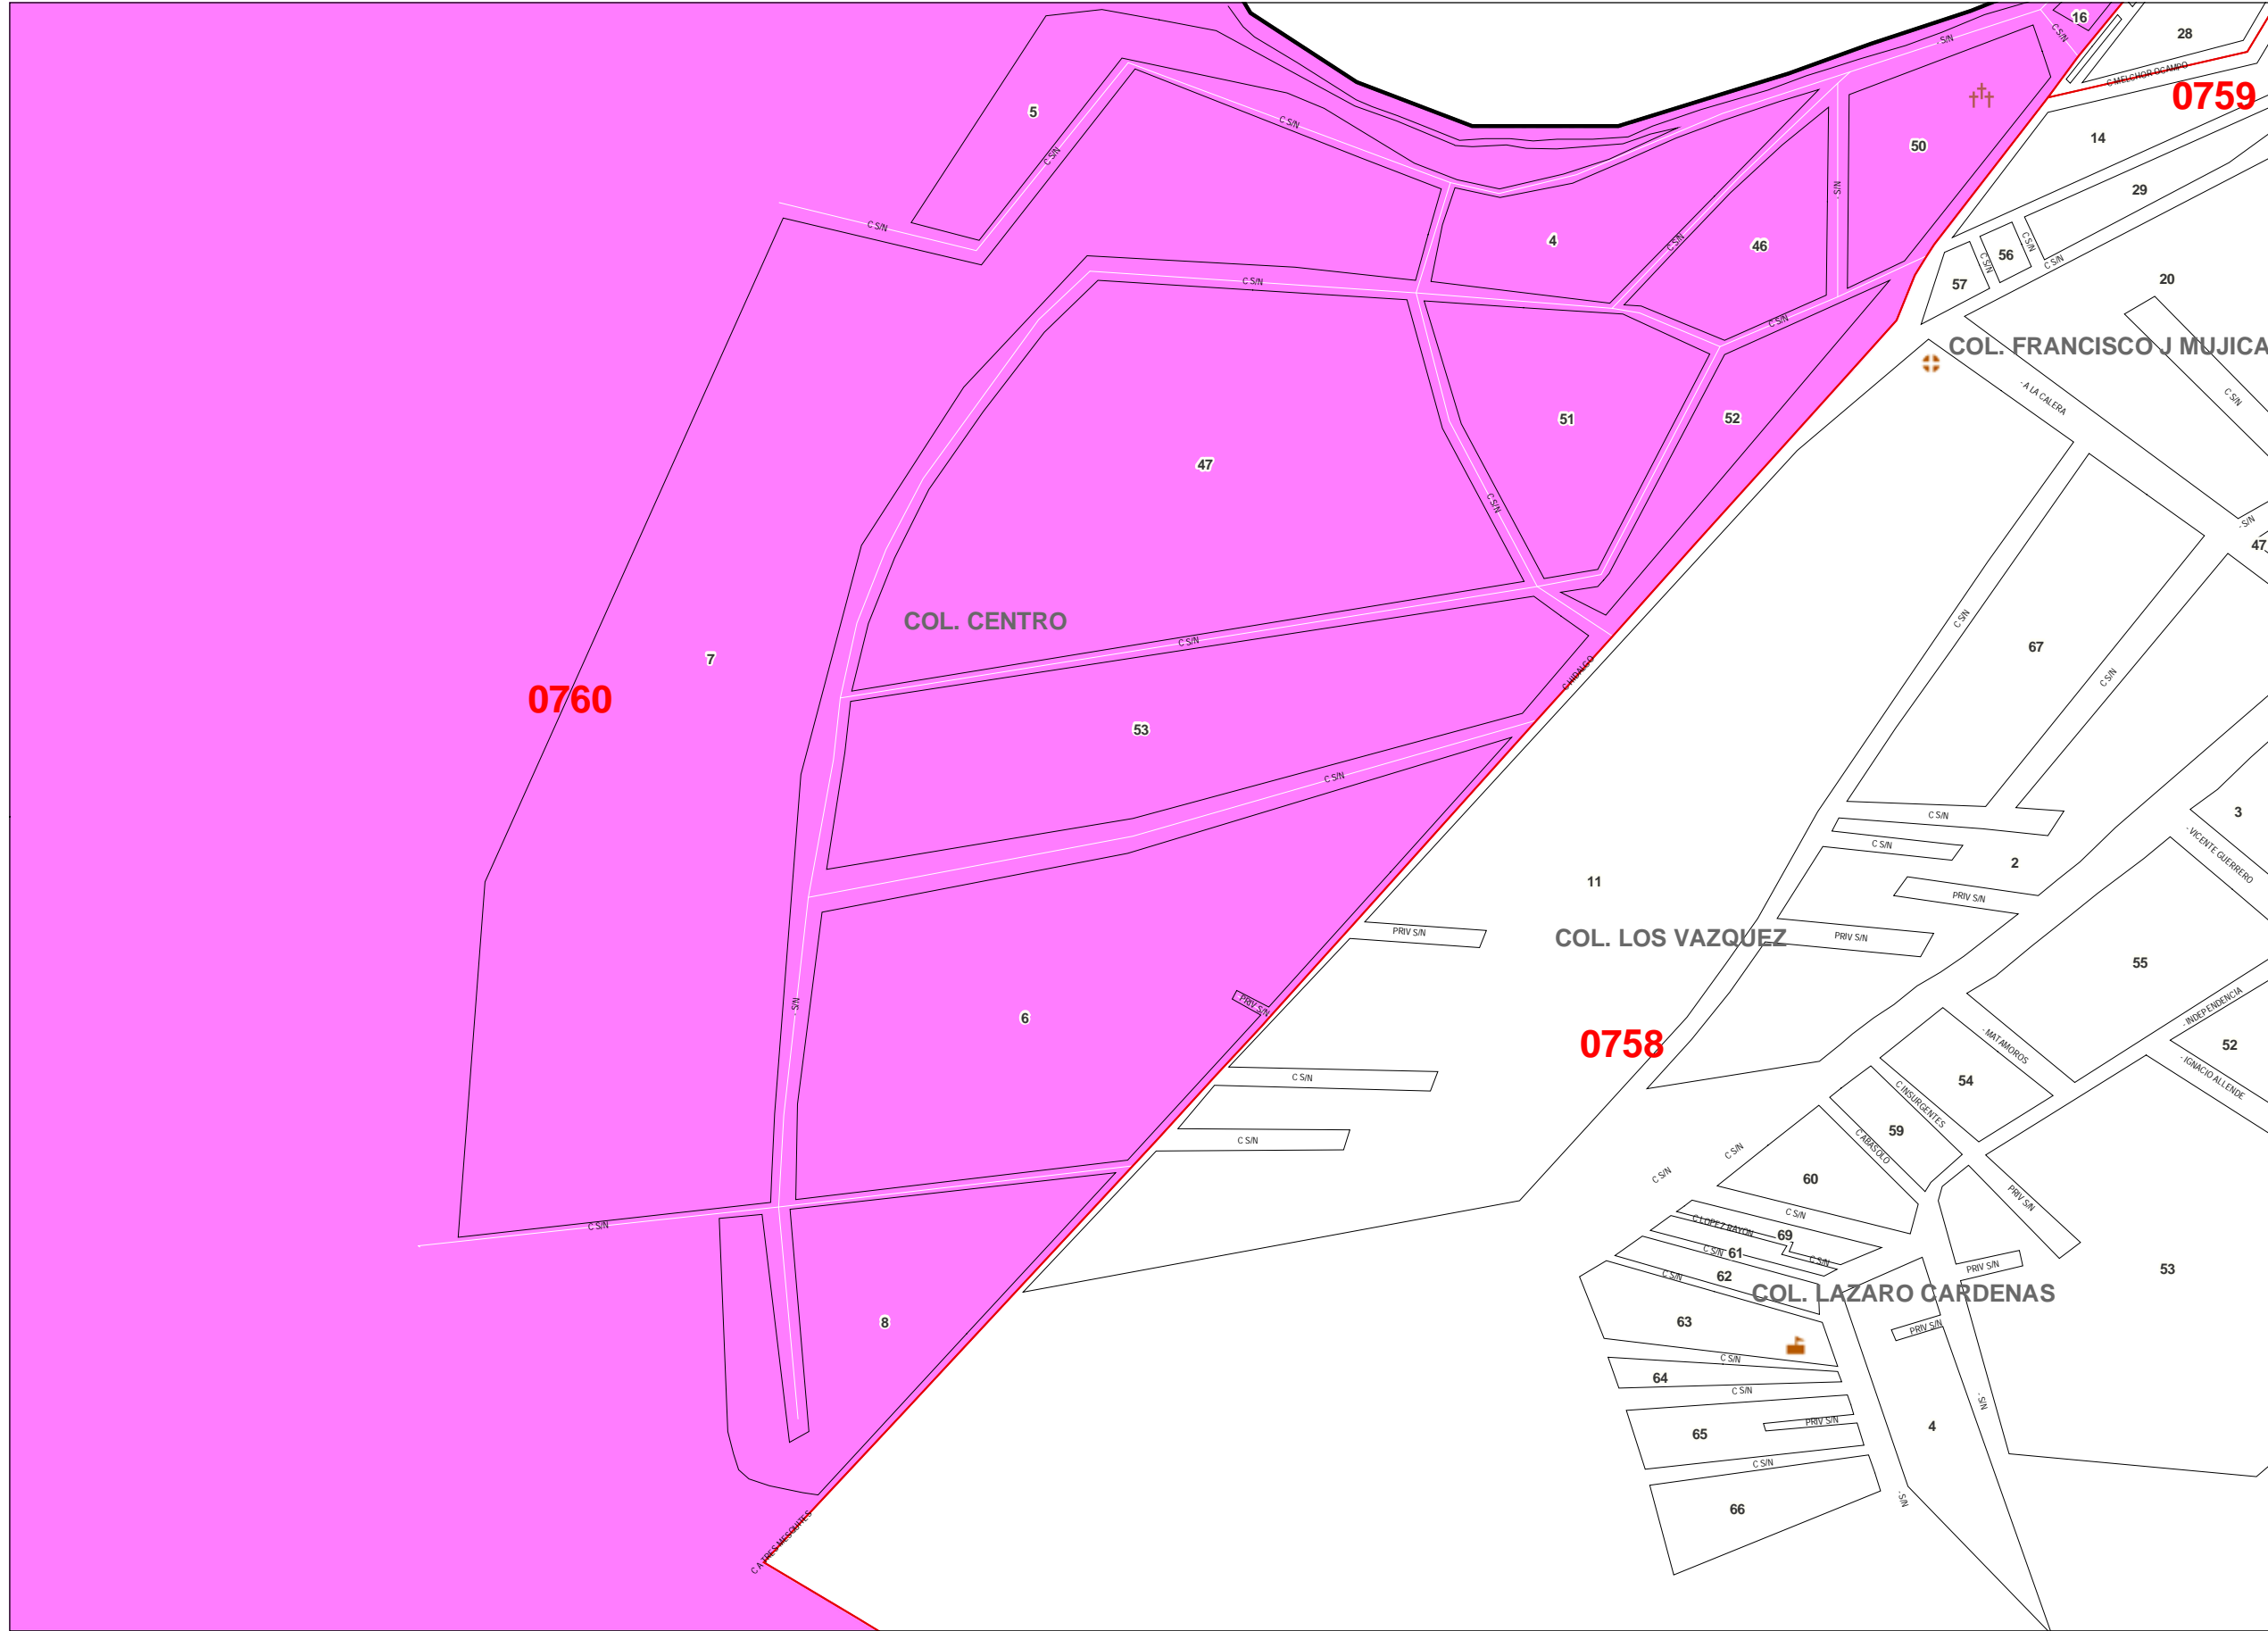 16
C S/N
- S/N
28
C MELCHOR OCAMPO
0759
5
C S/N
C S/N
50
14
29
- S/N
C S/N
4
46
C S/N
56
C S/N
C S/N
C S/N
57
20
C S/N
C S/N
COL. FRANCISCO J MUJICA
- A LA CALERA
C S/N
51
52
47
C S/N
- S/N
47
COL. CENTRO
C S/N
C S/N
67
7
C HIDALGO
C S/N
0760
53
C S/N
C S/N
3
C S/N
- VICENTE GUERRERO
2
11
PRIV S/N
PRIV S/N
COL. LOS VAZQUEZ
PRIV S/N
55
PRIV S/N
- S/N
6
- INDEPENDENCIA
0758
- MATAMOROS
52
C S/N
54
- IGNACIO ALLENDE
C INSURGENTES
59
C S/N
C ABASOLO
C S/N
C S/N
60
PRIV S/N
C S/N
C S/N
C LOPEZ RAYON
69
C S/N
61
C S/N
PRIV S/N
53
C S/N
62
COL. LAZARO CARDENAS
8
63
PRIV S/N
C S/N
64
C S/N
- S/N
PRIV S/N
65
4
C S/N
- S/N
66
C A TRES MESQUITES